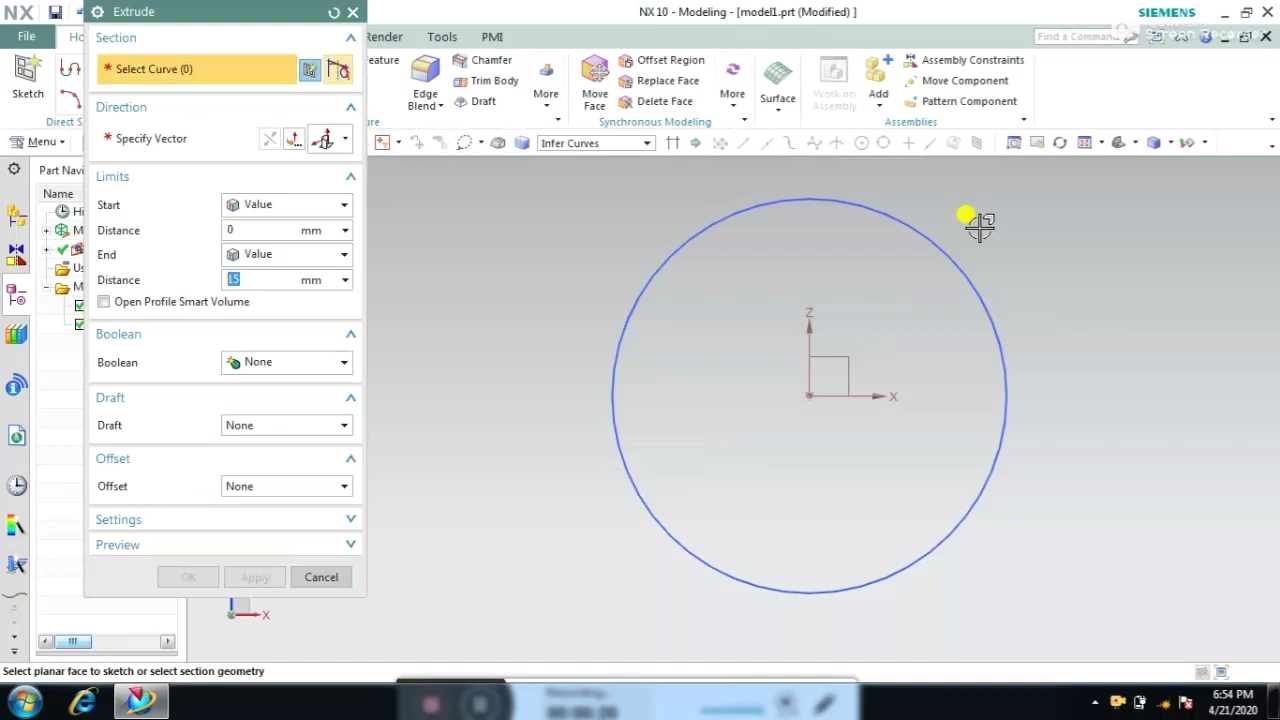 NX
Extrude
NX 10 - Modeling - [model1.prt (Modified) ]
SIEMENS
File
Render
Tools
PMI
Find a Command
Section
* Select Curve (0)
Direction
* Specify Vector
Limits
Start
Value
Distance
0
mm
End
Value
Distance
15
mm
Open Profile Smart Volume
Boolean
Boolean
None
Draft
Draft
None
Offset
Offset
None
Settings
Preview
OK
Apply
Cancel
Sketch
Menu
Part Nav
Name
Edge Blend
Chamfer
Trim Body
Draft
More
Move Face
Offset Region
Replace Face
Delete Face
More
Synchronous Modeling
Surface
Work on Assembly
Add
Assembly Constraints
Move Component
Pattern Component
Assemblies
Infer Curves
Z
X
X
Select planar face to sketch or select section geometry
6:54 PM
4/21/2020